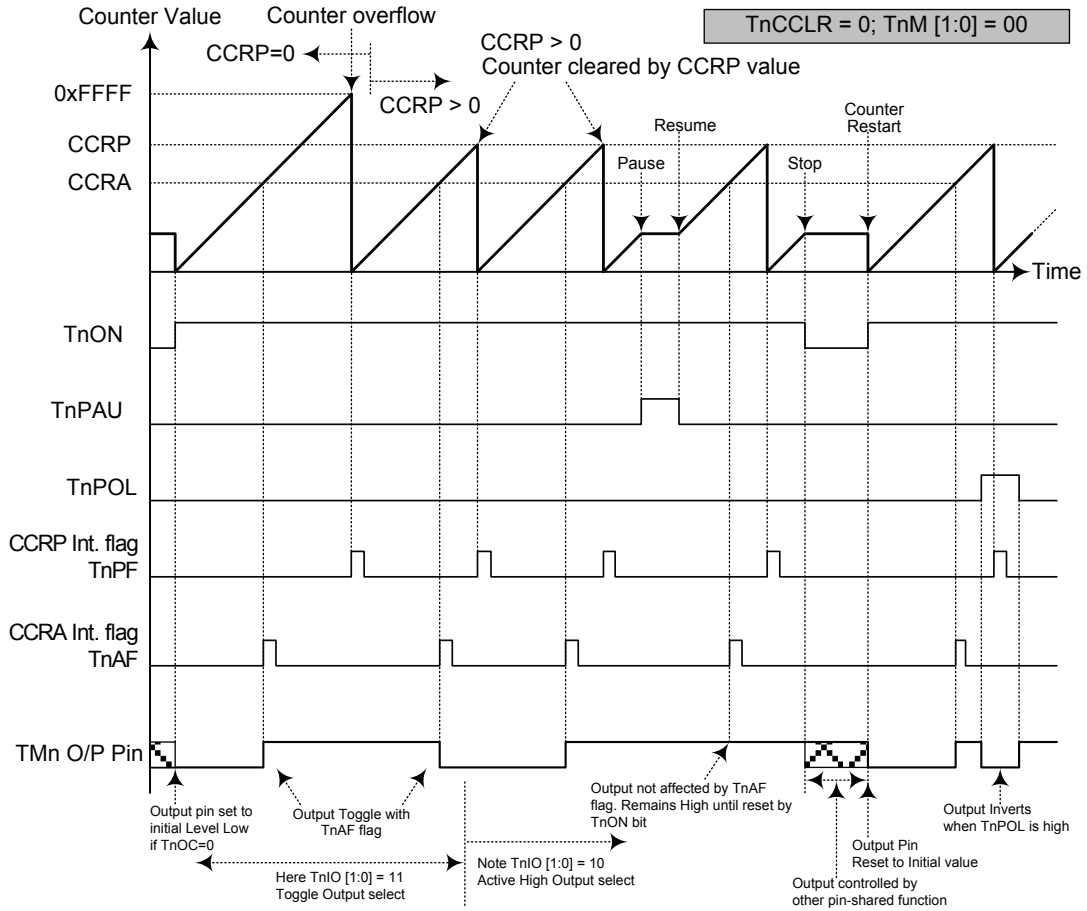 Counter Value
Counter overflow
TnCCLR = 0; TnM [1:0] = 00
CCRP=0
CCRP > 0
CCRP > 0
Counter cleared by CCRP value
0xFFFF
CCRP
CCRA
Pause
Resume
Stop
Counter
Restart
Time
TnON
TnPAU
TnPOL
CCRP Int. flag
TnPF
CCRA Int. flag
TnAF
TMn O/P Pin
Output pin set to
initial Level Low
if TnOC=0
Output Toggle with
TnAF flag
Here TnIO [1:0] = 11
Toggle Output select
Note TnIO [1:0] = 10
Active High Output select
Output not affected by TnAF
flag. Remains High until reset by
TnON bit
Output controlled by
other pin-shared function
Output Pin
Reset to Initial value
Output Inverts
when TnPOL is high